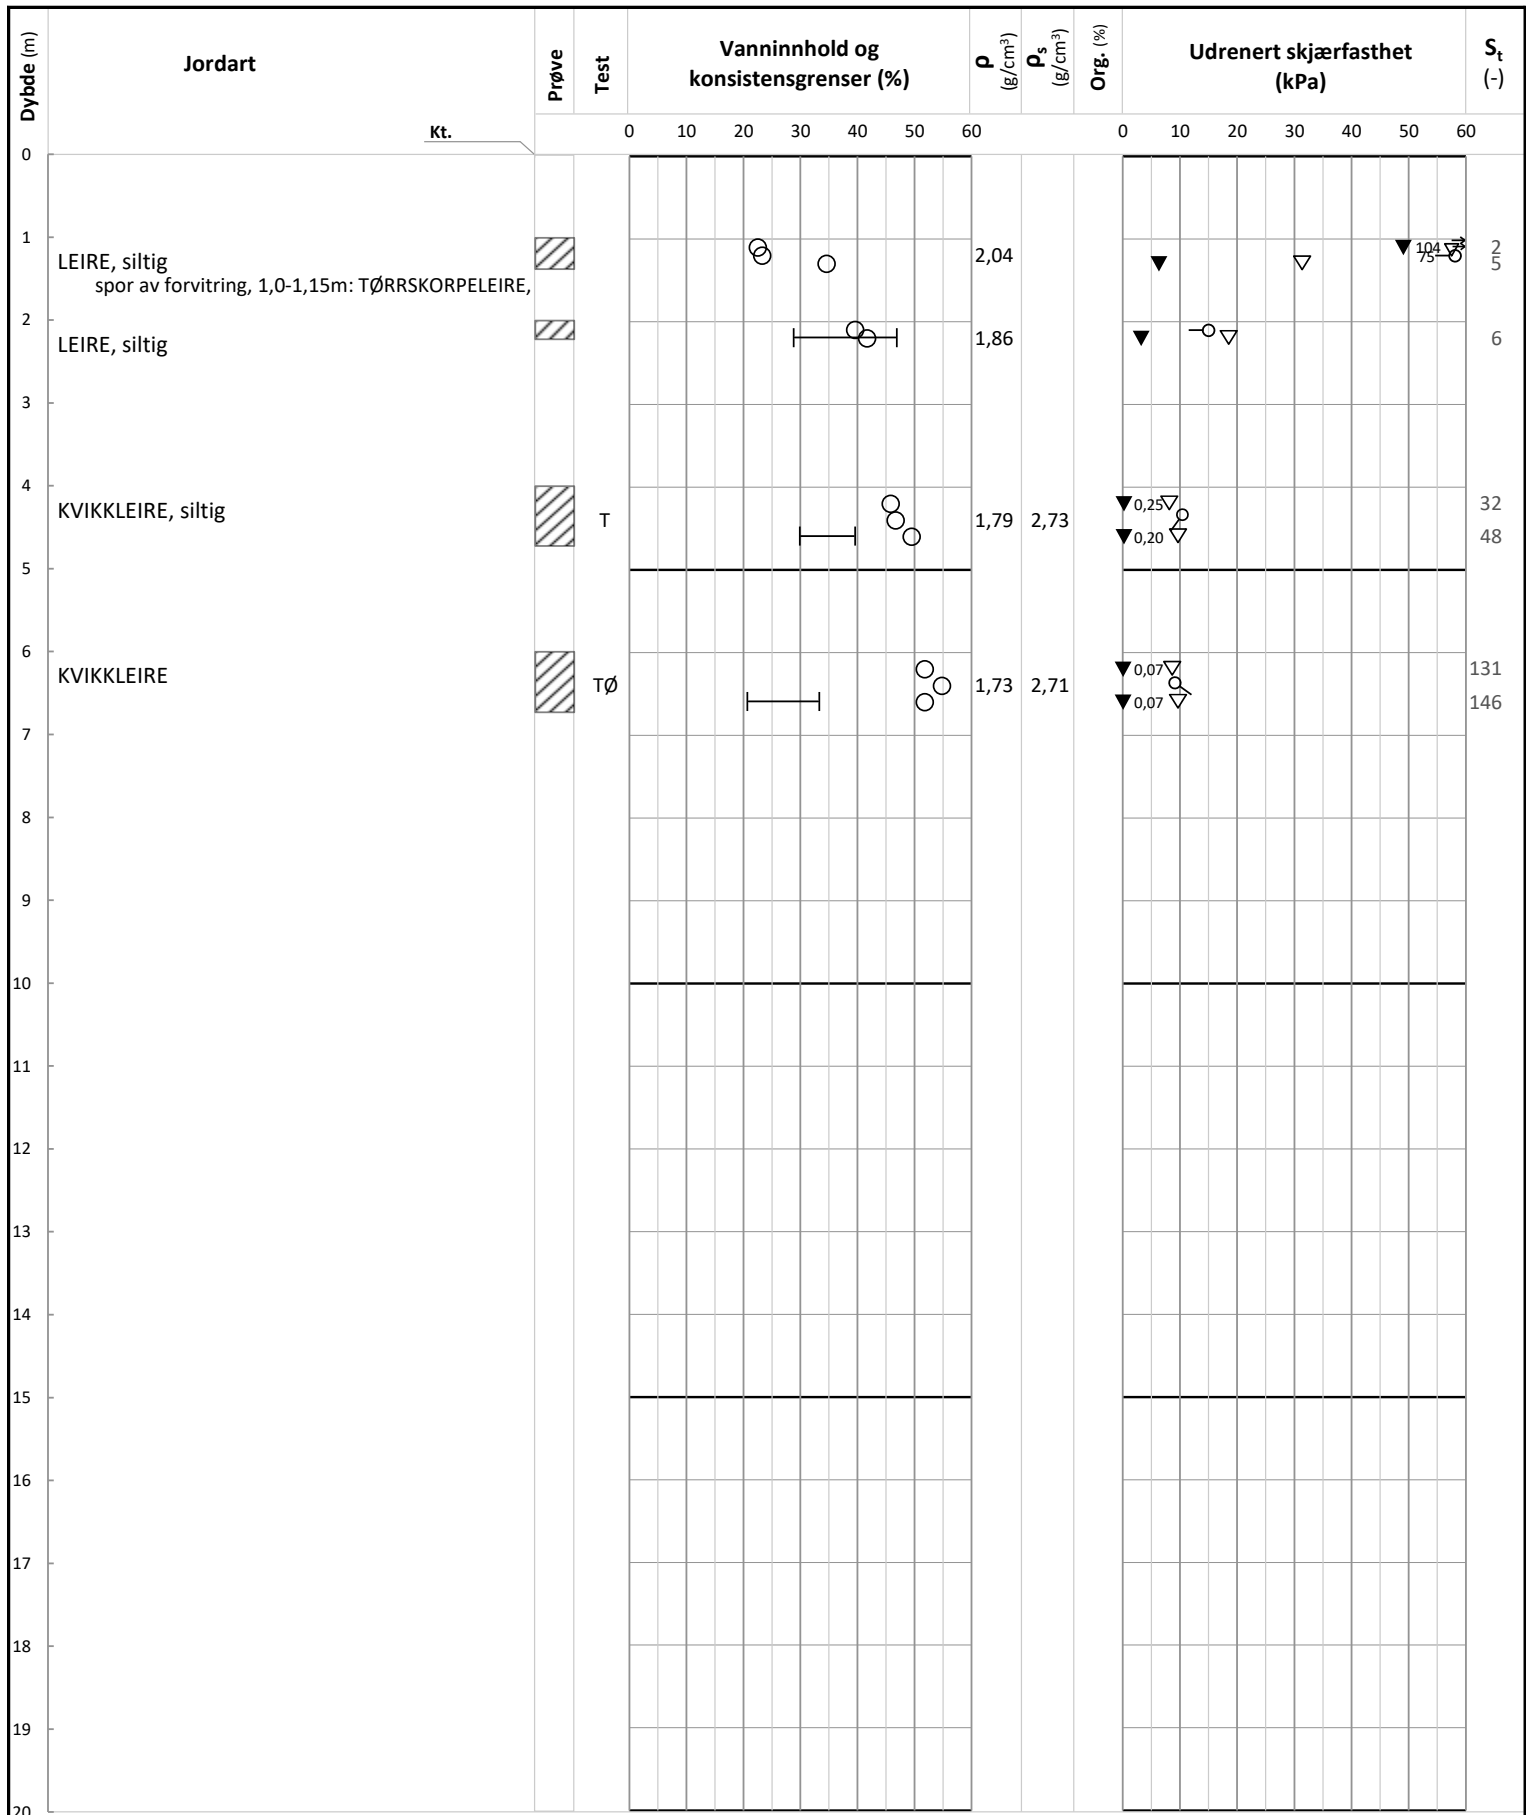 Dybde (m)
Jordart
Prøve
Test
Vanninnhold og
konsistensgrenser (%)
ρ
(g/cm³)
ρs
(g/cm³)
Org. (%)
Udrenert skjærfasthet
(kPa)
St
(-)
Kt.
0 10 20 30 40 50 60
0 10 20 30 40 50 60
0
1
LEIRE, siltig
2,04
104
2
75
5
spor av forvitring, 1,0-1,15m: TØRRSKORPELEIRE,
2
LEIRE, siltig
1,86
6
3
4
KVIKKLEIRE, siltig
T
1,79
2,73
0,25
32
0,20
48
5
6
KVIKKLEIRE
TØ
1,73
2,71
0,07
131
0,07
146
7
8
9
10
11
12
13
14
15
16
17
18
19
20